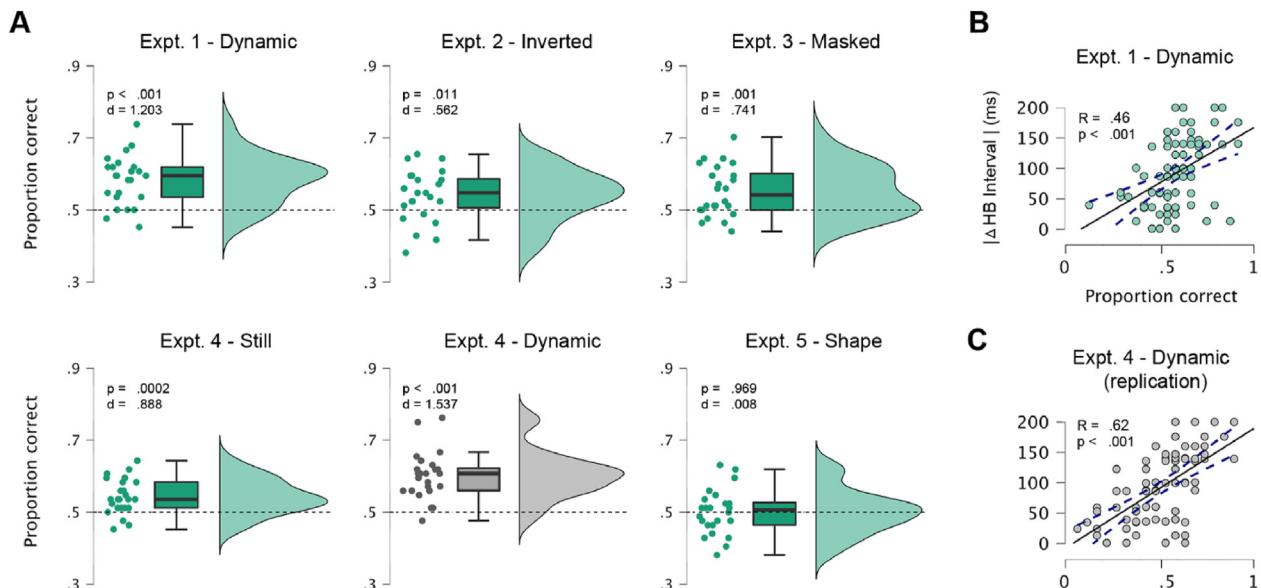 A
Expt. 1 - Dynamic
Expt. 2 - Inverted
Expt. 3 - Masked
Proportion correct
.9
.7
.5
.3
p < .001
d = 1.203
.9
.7
.5
.3
p = .011
d = .562
.9
.7
.5
.3
p = .001
d = .741
Expt. 4 - Still
Expt. 4 - Dynamic
Expt. 5 - Shape
Proportion correct
.9
.7
.5
.3
p = .0002
d = .888
.9
.7
.5
.3
p < .001
d = 1.537
.9
.7
.5
.3
p = .969
d = .008
B
Expt. 1 - Dynamic
|Δ HB Interval| (ms)
200
150
100
50
0
R = .46
p < .001
0
.5
1
Proportion correct
C
Expt. 4 - Dynamic
(replication)
200
150
100
50
0
R = .62
p < .001
0
.5
1